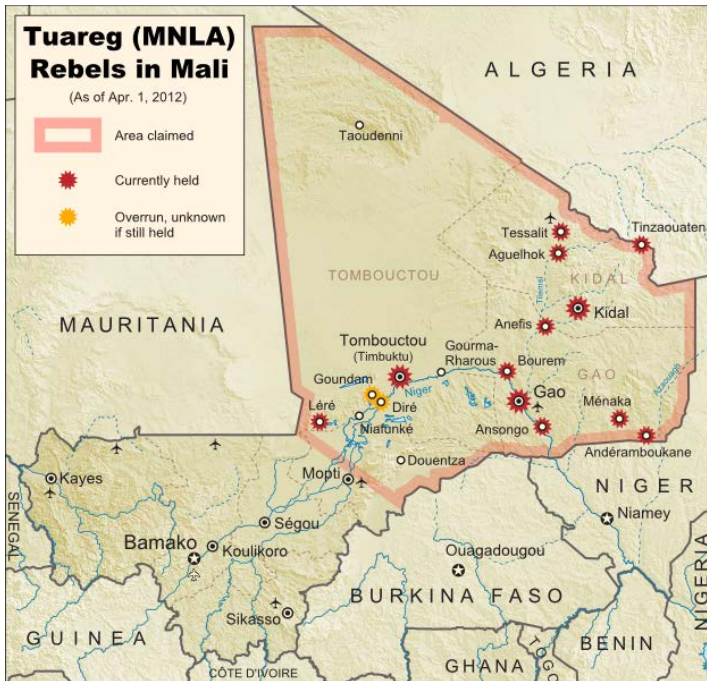 Tuareg (MNLA)
Rebels in Mali
(As of Apr. 1, 2012)
Area claimed
Currently held
Overrun, unknown
if still held
ALGERIA
Taoudenni
Tessalit
Tinzaouaten
Aguelhok
TOMBOUCTOU
KIDAL
Tilemsi
Kidal
MAURITANIA
Anefis
Tombouctou
(Timbuktu)
Gourma-
Rharous
Bourem
GAO
Azaouagh
Goundam
Niger
Gao
Léré
Diré
Ménaka
Niafunké
Ansongo
Andéramboukane
Douentza
Mopti
Kayes
NIGER
SENEGAL
Ségou
Niamey
Bamako
Koulikoro
Ouagadougou
NIGERIA
BURKINA FASO
Sikasso
GUINEA
BENIN
TOGO
GHANA
CÔTE D'IVOIRE